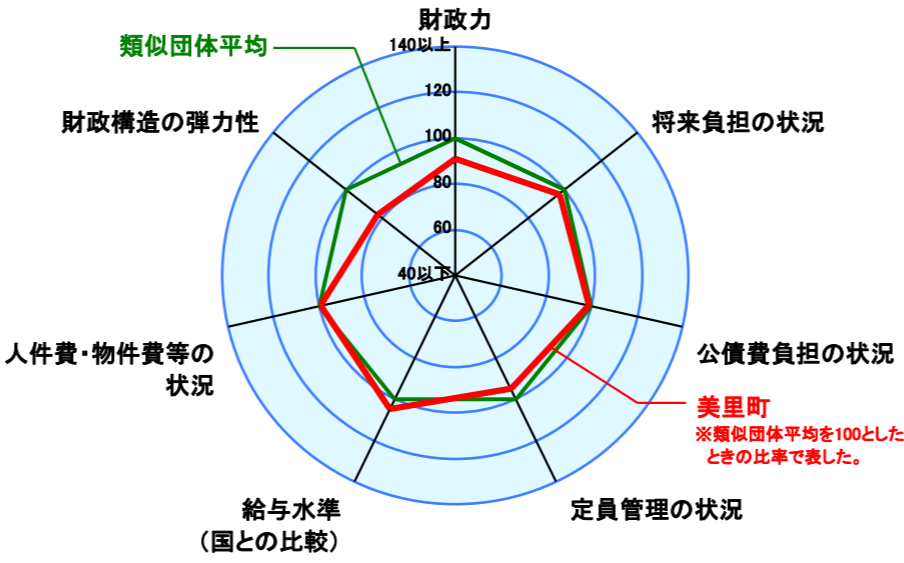 財政力
類似団体平均
140以上
120
100
80
60
40以下
財政構造の弾力性
将来負担の状況
人件費・物件費等の
状況
公債費負担の状況
美里町
※類似団体平均を100とした
ときの比率で表した。
給与水準
（国との比較）
定員管理の状況